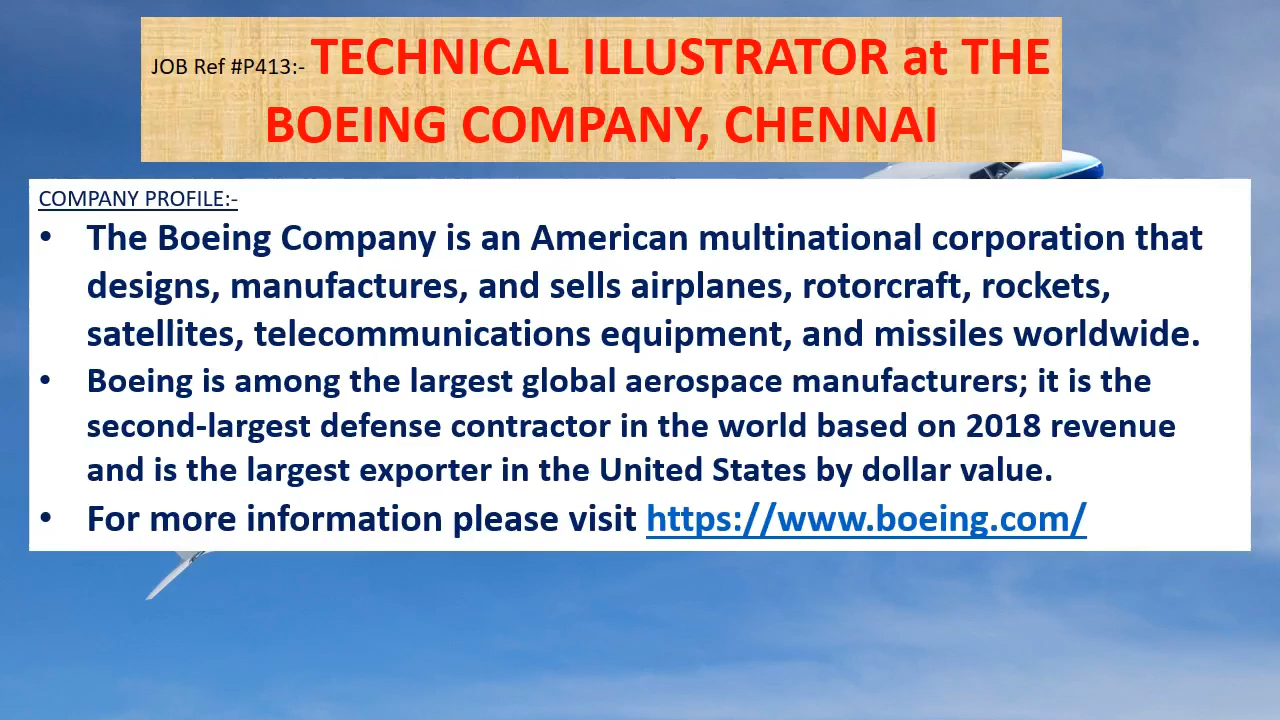 JOB Ref #P413:- TECHNICAL ILLUSTRATOR at THE
BOEING COMPANY, CHENNAI
COMPANY PROFILE:-
• The Boeing Company is an American multinational corporation that
designs, manufactures, and sells airplanes, rotorcraft, rockets,
satellites, telecommunications equipment, and missiles worldwide.
• Boeing is among the largest global aerospace manufacturers; it is the
second-largest defense contractor in the world based on 2018 revenue
and is the largest exporter in the United States by dollar value.
• For more information please visit https://www.boeing.com/